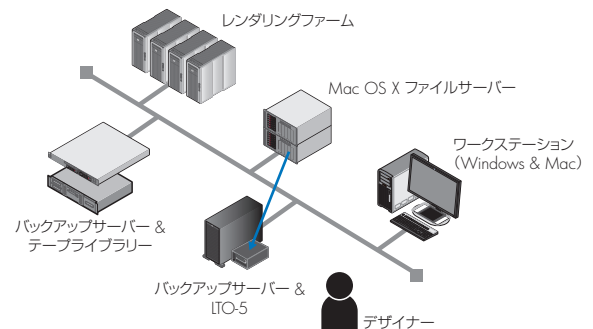 レンダリングファーム
Mac OS X ファイルサーバー
ワークステーション
(Windows & Mac)
バックアップサーバー &
テープライブラリー
バックアップサーバー &
LTO-5
デザイナー